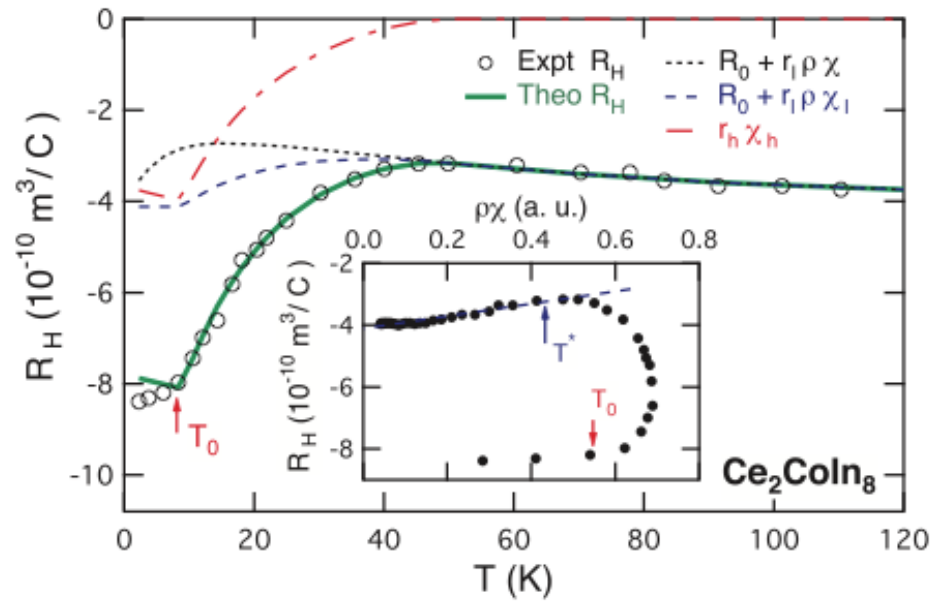 0
-2
-4
-6
-8
-10
R_H (10^-10 m^3/ C)
Expt R_H
Theo R_H
R_0 + r_l ρ χ
R_0 + r_l ρ χ_l
r_h χ_h
T_0
ρχ (a. u.)
0.0 0.2 0.4 0.6 0.8
-2
-4
-6
-8
R_H (10^-10 m^3/ C)
T*
T_0
Ce_2CoIn_8
0 20 40 60 80 100 120
T (K)